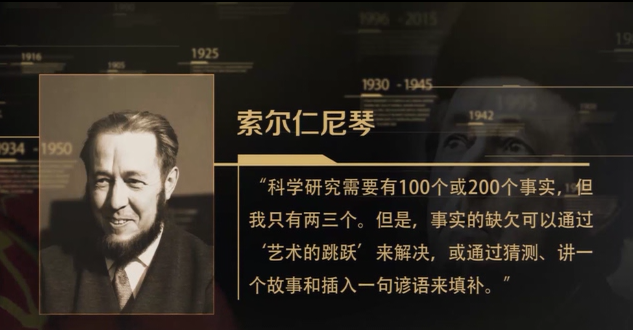 1996 -2015
1916
1925
1905
1930 -1945
1942
1995
1934 -1950
索尔仁尼琴
“科学研究需要有100个或200个事实，但
我只有两三个。但是，事实的缺欠可以通过
‘艺术的跳跃’来解决，或通过猜测、讲一
个故事和插入一句谚语来填补。”